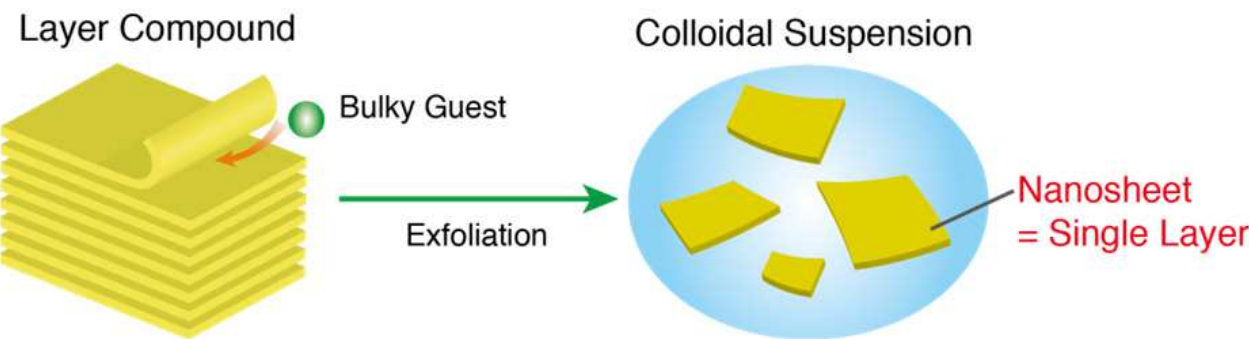 Layer Compound
Colloidal Suspension
Bulky Guest
Exfoliation
Nanosheet
= Single Layer